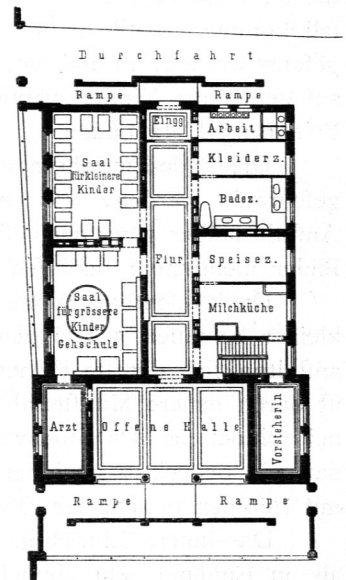 Durchfahrt
Rampe Rampe
Eingg
Arbeit
Saal
für kleinere
Kinder
Kleiderz.
Badez.
Flur
Speisez.
Saal
für grössere
Kinder
Gehschule
Milchküche
Arzt
Offene Halle
Vorsteherin
Rampe Rampe